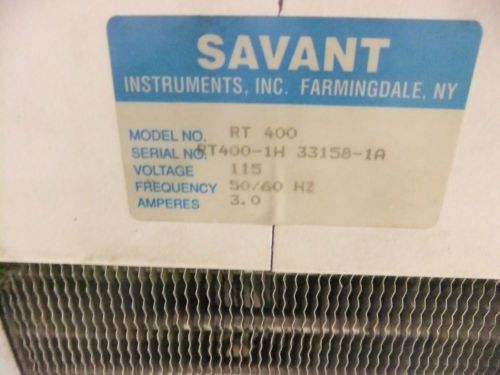 SAVANT
INSTRUMENTS, INC. FARMINGDALE, NY
MODEL NO. RT 400
SERIAL NO. RT400-1H 33158-1A
VOLTAGE 115
FREQUENCY 50/60 HZ
AMPERES 3.0